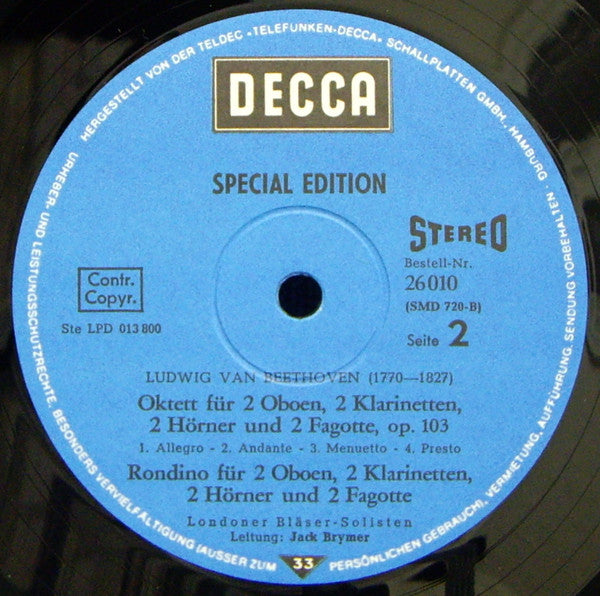 HERGESTELLT VON DER TELDEC »TELEFUNKEN-DECCA« SCHALLPLATTEN GMBH., HAMBURG · SENDUNG VORBEHALTEN
URHEBER- UND LEISTUNGSSCHUTZRECHTE, BESONDERS VERVIELFÄLTIGUNG (AUSSER ZUM PERSÖNLICHEN GEBRAUCH), VERMIETUNG, AUFFÜHRUNG,
DECCA
SPECIAL EDITION
STEREO
Bestell-Nr.
26 010
(SMD 720-B)
Seite 2
Contr.
Copyr.
Ste LPD 013 800
LUDWIG VAN BEETHOVEN (1770—1827)
Oktett für 2 Oboen, 2 Klarinetten,
2 Hörner und 2 Fagotte, op. 103
1. Allegro - 2. Andante - 3. Menuetto - 4. Presto
Rondino für 2 Oboen, 2 Klarinetten,
2 Hörner und 2 Fagotte
Londoner Bläser-Solisten
Leitung: Jack Brymer
33